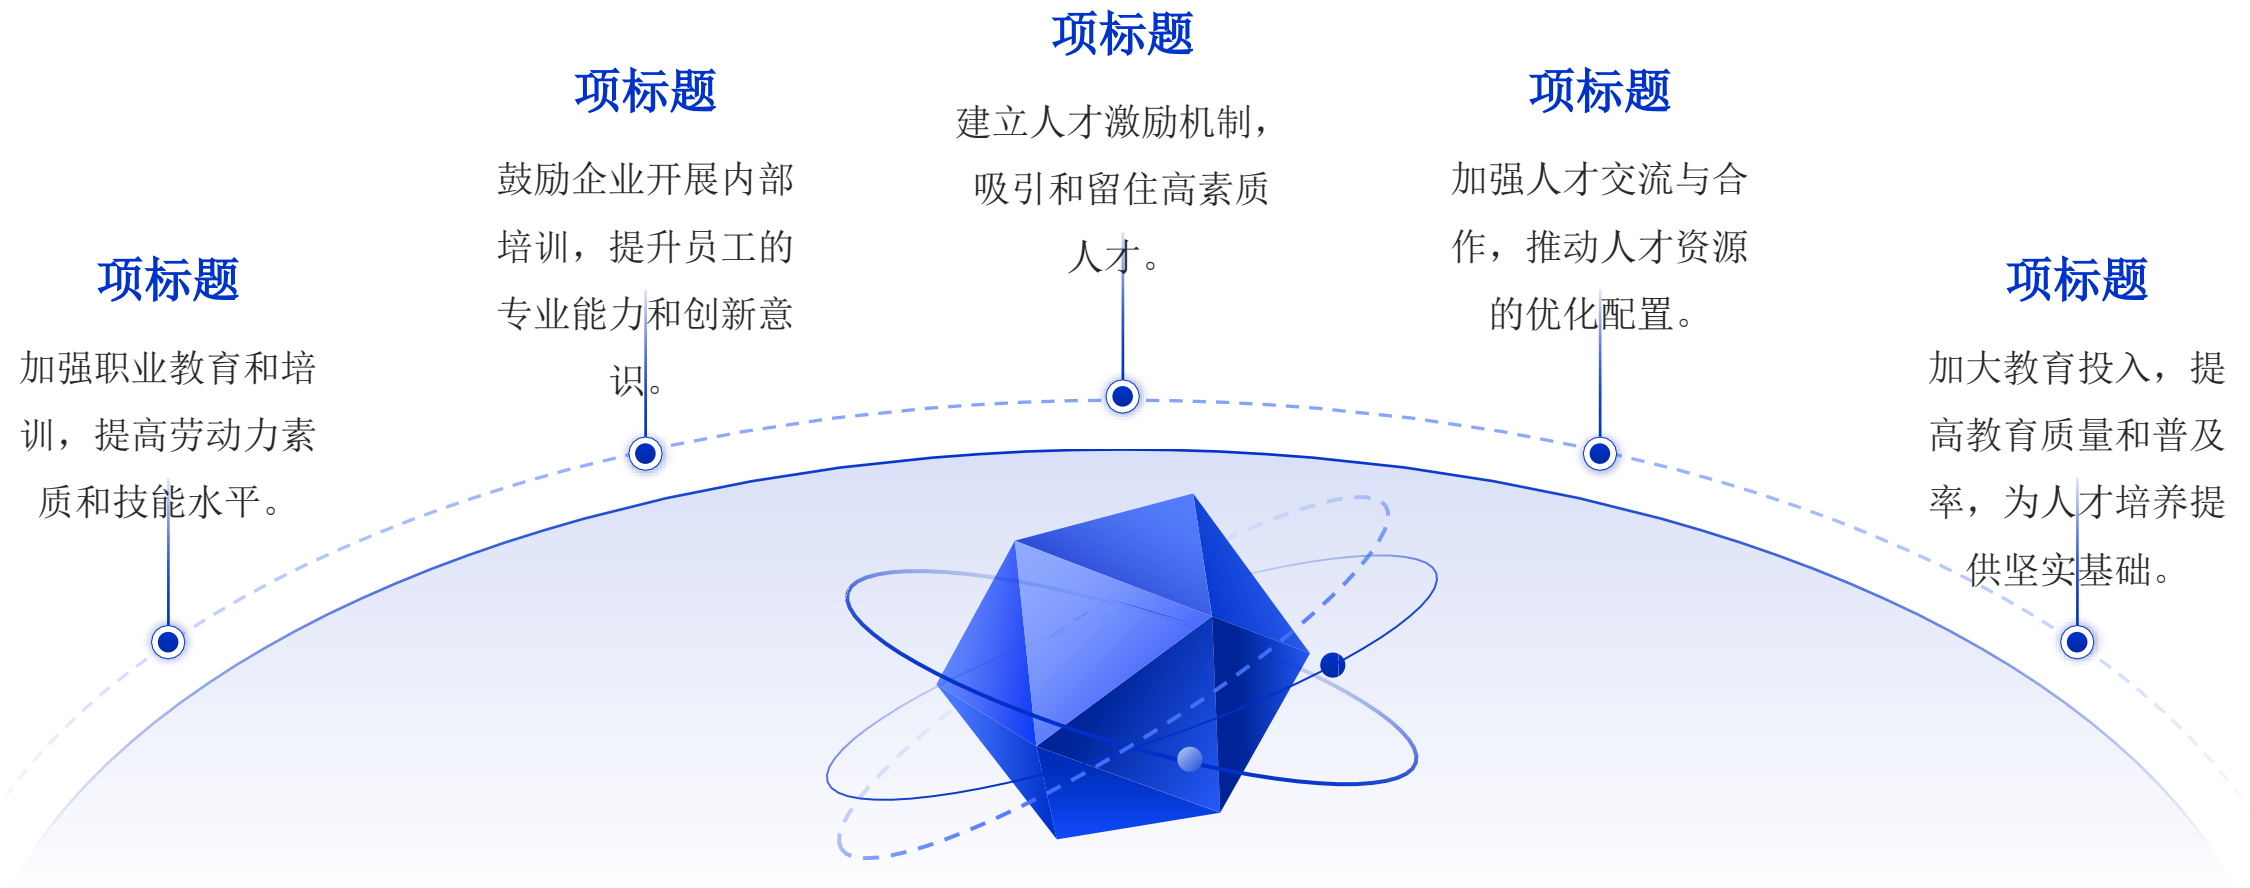 项标题
加强职业教育和培
训，提高劳动力素
质和技能水平。
项标题
鼓励企业开展内部
培训，提升员工的
专业能力和创新意
识。
项标题
建立人才激励机制，
吸引和留住高素质
人才。
项标题
加强人才交流与合
作，推动人才资源
的优化配置。
项标题
加大教育投入，提
高教育质量和普及
率，为人才培养提
供坚实基础。